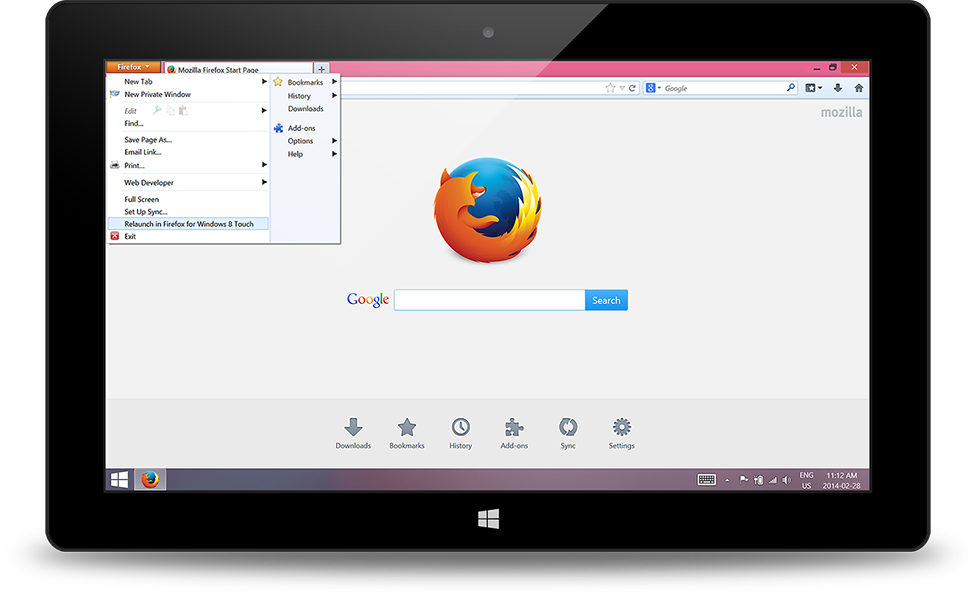 Firefox
Mozilla Firefox Start Page
New Tab
New Private Window
Edit
Find...
Save Page As...
Email Link...
Print...
Web Developer
Full Screen
Set Up Sync...
Relaunch in Firefox for Windows 8 Touch
Exit
Bookmarks
History
Downloads
Add-ons
Options
Help
Google
mozilla
Google
Search
Downloads
Bookmarks
History
Add-ons
Sync
Settings
ENG
US
11:12 AM
2014-02-28